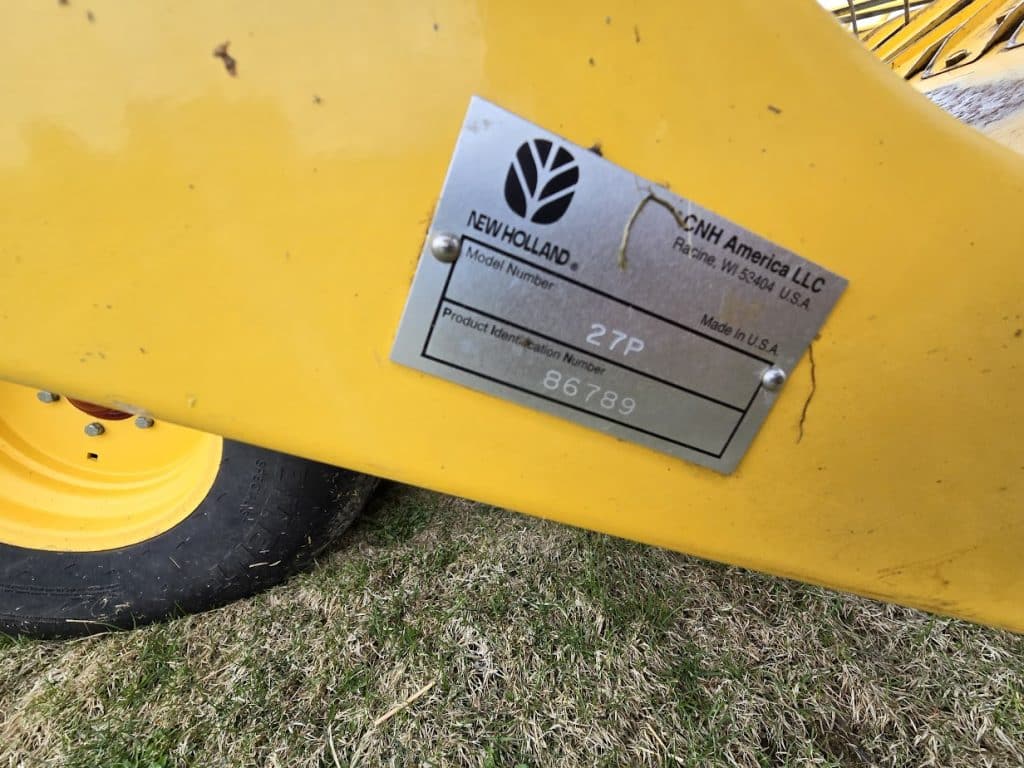 NEW HOLLAND®
CNH America LLC
Racine, WI 53404 U.S.A.
Made in U.S.A.
Model Number
27P
Product Identification Number
86789